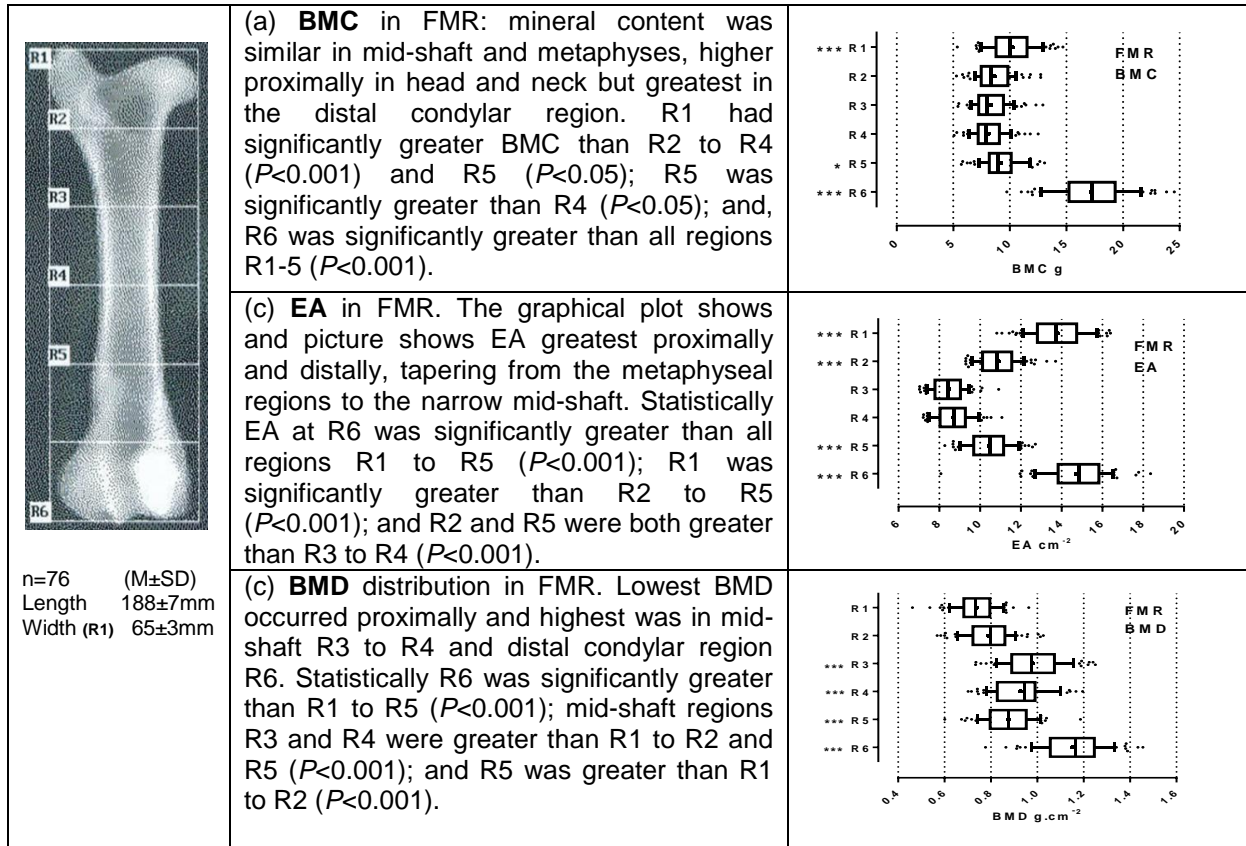 R1
R2
R3
R4
R5
R6
n=76 (M±SD)
Length 188±7mm
Width (R1) 65±3mm
(a) BMC in FMR: mineral content was
similar in mid-shaft and metaphyses, higher
proximally in head and neck but greatest in
the distal condylar region. R1 had
significantly greater BMC than R2 to R4
(P<0.001) and R5 (P<0.05); R5 was
significantly greater than R4 (P<0.05); and,
R6 was significantly greater than all regions
R1-5 (P<0.001).
*** R1
R2
R3
R4
* R5
*** R6
FMR
BMC
0 5 10 15 20 25
BMC g
(c) EA in FMR. The graphical plot shows
and picture shows EA greatest proximally
and distally, tapering from the metaphyseal
regions to the narrow mid-shaft. Statistically
EA at R6 was significantly greater than all
regions R1 to R5 (P<0.001); R1 was
significantly greater than R2 to R5
(P<0.001); and R2 and R5 were both greater
than R3 to R4 (P<0.001).
*** R1
*** R2
R3
R4
*** R5
*** R6
FMR
EA
6 8 10 12 14 16 18 20
EA cm⁻²
(c) BMD distribution in FMR. Lowest BMD
occurred proximally and highest was in mid-
shaft R3 to R4 and distal condylar region
R6. Statistically R6 was significantly greater
than R1 to R5 (P<0.001); mid-shaft regions
R3 and R4 were greater than R1 to R2 and
R5 (P<0.001); and R5 was greater than R1
to R2 (P<0.001).
R1
R2
*** R3
*** R4
*** R5
*** R6
FMR
BMD
0.4 0.6 0.8 1.0 1.2 1.4 1.6
BMD g.cm⁻²